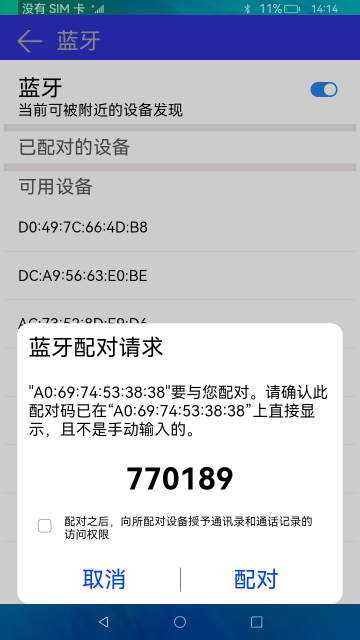 没有 SIM 卡
11%
14:14
蓝牙
蓝牙
当前可被附近的设备发现
已配对的设备
可用设备
D0:49:7C:66:4D:B8
DC:A9:56:63:E0:BE
蓝牙配对请求
"A0:69:74:53:38:38"要与您配对。请确认此
配对码已在“A0:69:74:53:38:38”上直接显
示，且不是手动输入的。
770189
配对之后，向所配对设备授予通讯录和通话记录的
访问权限
取消
配对